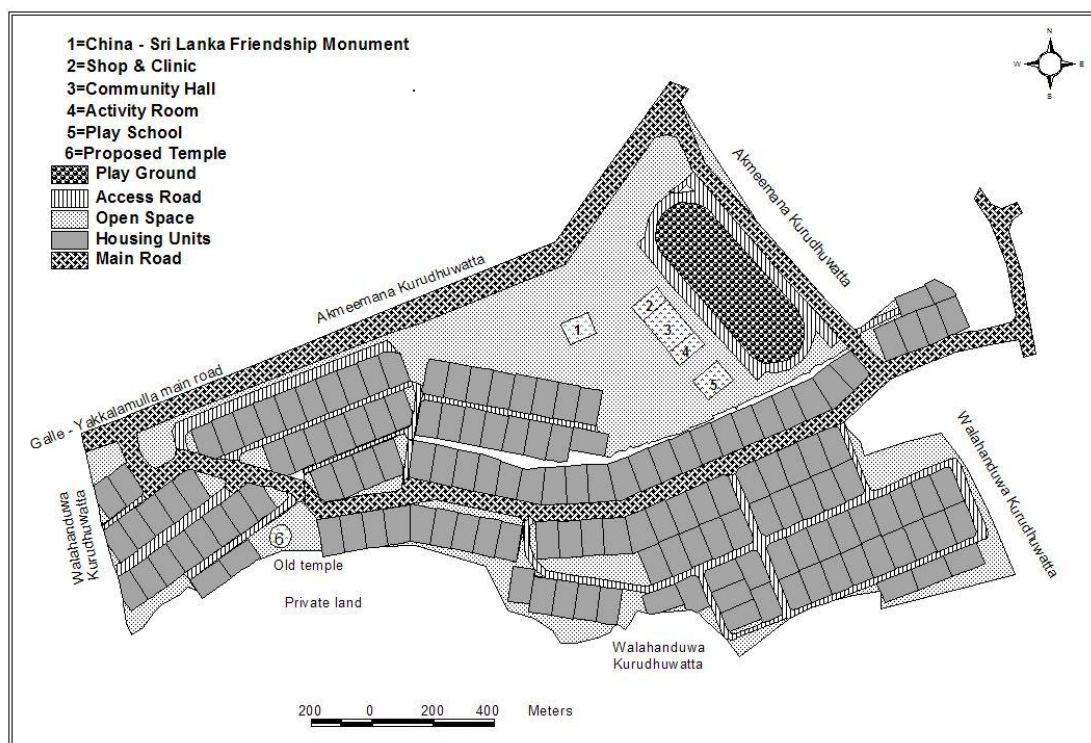 1=China - Sri Lanka Friendship Monument
2=Shop & Clinic
3=Community Hall
4=Activity Room
5=Play School
6=Proposed Temple
Play Ground
Access Road
Open Space
Housing Units
Main Road
N
W
E
S
Akmeemana Kurudhuwatta
Akmeemana Kurudhuwatta
Galle - Yakkalamulla main road
1
2
3
4
5
Walahanduwa
Kurudhuwatta
Walahanduwa Kurudhuwatta
6
Old temple
Private land
Walahanduwa
Kurudhuwatta
200 0 200 400 Meters